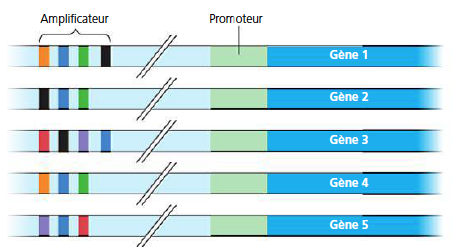 Amplificateur Promoteur
Gène 1
Gène 2
Gène 3
Gène 4
Gène 5